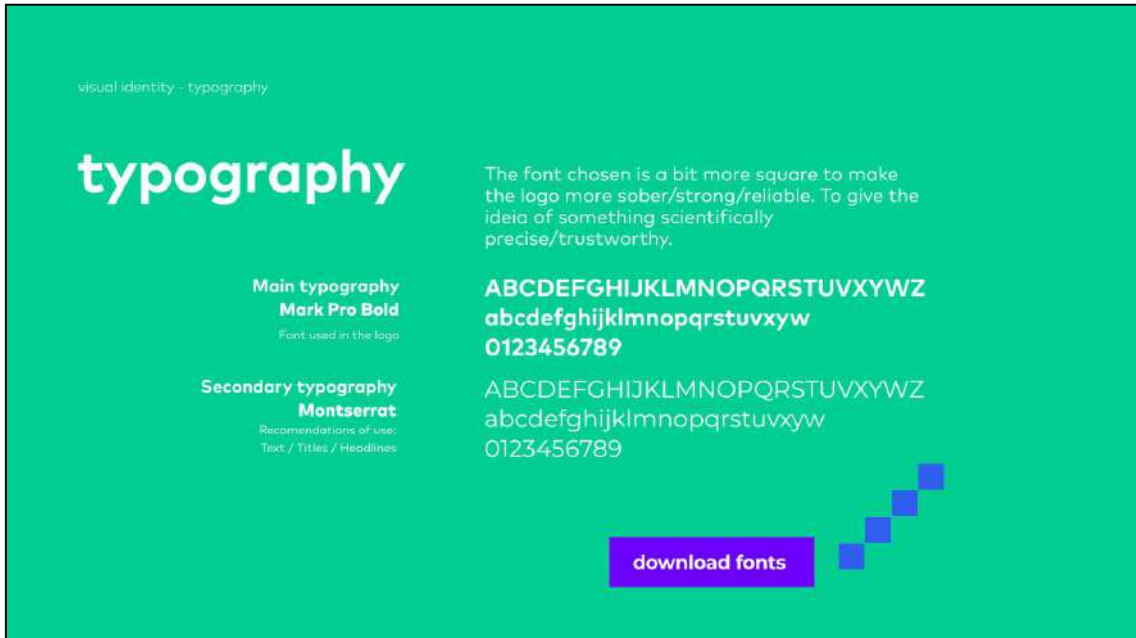 visual identity - typography
typography
The font chosen is a bit more square to make
the logo more sober/strong/reliable. To give the
ideia of something scientifically
precise/trustworthy.
Main typography
Mark Pro Bold
Font used in the logo
ABCDEFGHIJKLMNOPQRSTUVXYWZ
abcdefghijklmnopqrstuvxyw
0123456789
Secondary typography
Montserrat
Recomendations of use:
Text / Titles / Headlines
ABCDEFGHIJKLMNOPQRSTUVXYWZ
abcdefghijklmnopqrstuvxyw
0123456789
download fonts